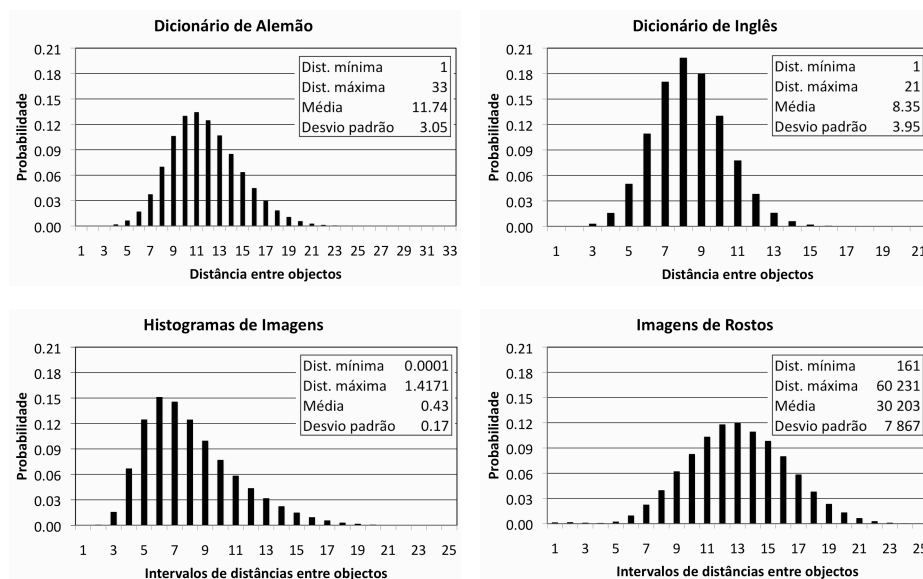 Dicionário de Alemão
0.21
0.18
0.15
0.12
0.09
0.06
0.03
0.00
Probabilidade
Dist. mínima 1
Dist. máxima 33
Média 11.74
Desvio padrão 3.05
1 3 5 7 9 11 13 15 17 19 21 23 25 27 29 31 33
Distância entre objectos
Dicionário de Inglês
0.21
0.18
0.15
0.12
0.09
0.06
0.03
0.00
Probabilidade
Dist. mínima 1
Dist. máxima 21
Média 8.35
Desvio padrão 3.95
1 3 5 7 9 11 13 15 17 19 21
Distância entre objectos
Histogramas de Imagens
0.21
0.18
0.15
0.12
0.09
0.06
0.03
0.00
Probabilidade
Dist. mínima 0.0001
Dist. máxima 1.4171
Média 0.43
Desvio padrão 0.17
1 3 5 7 9 11 13 15 17 19 21 23 25
Intervalos de distâncias entre objectos
Imagens de Rostos
0.21
0.18
0.15
0.12
0.09
0.06
0.03
0.00
Probabilidade
Dist. mínima 161
Dist. máxima 60 231
Média 30 203
Desvio padrão 7 867
1 3 5 7 9 11 13 15 17 19 21 23 25
Intervalos de distâncias entre objectos